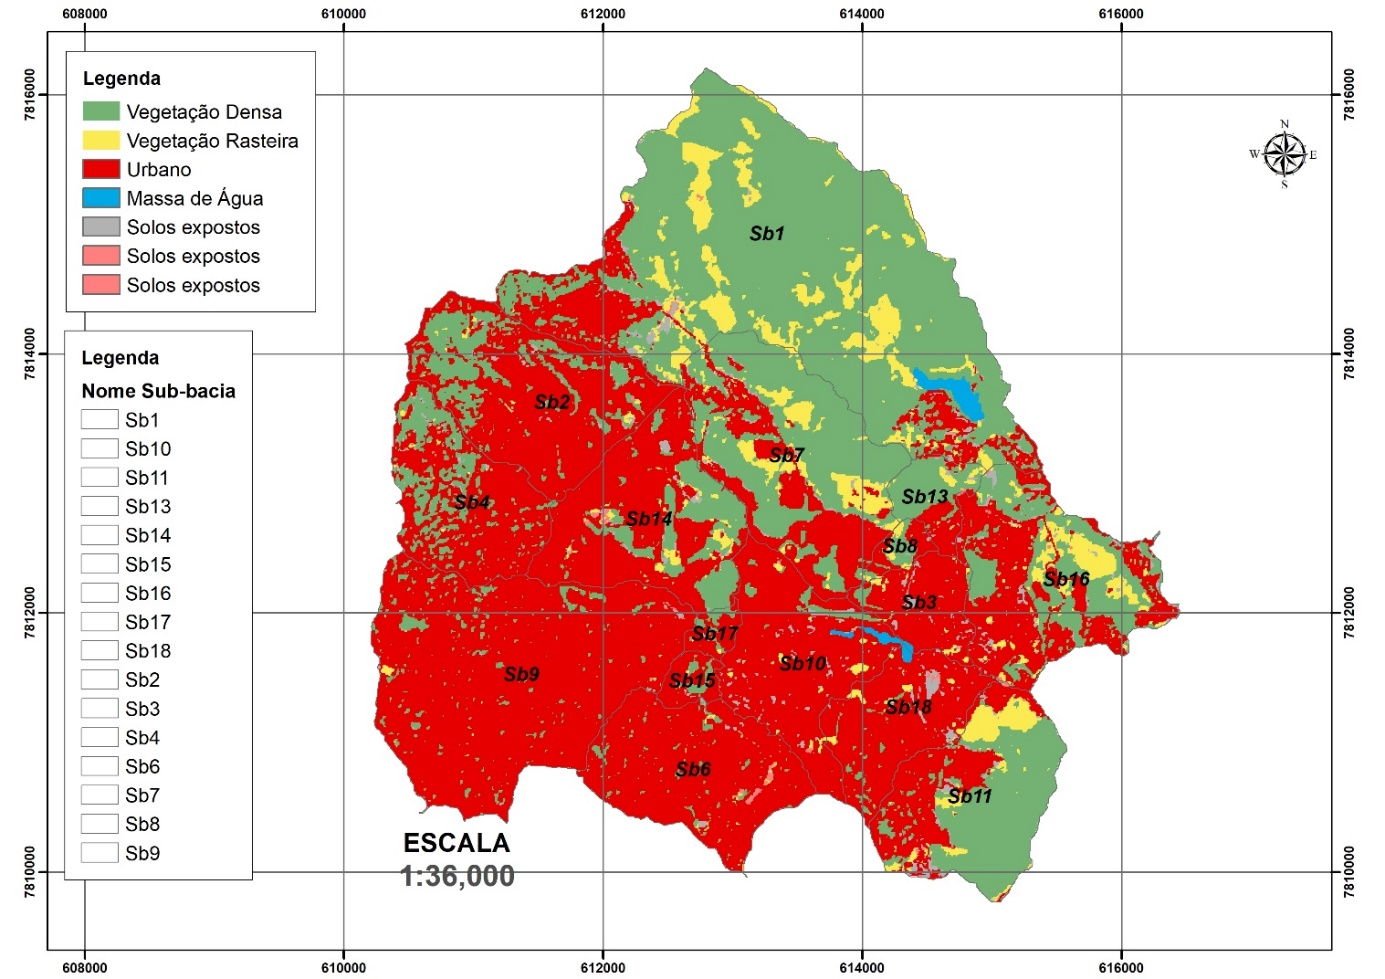 608000 610000 612000 614000 616000
7816000 7816000
Legenda
Vegetação Densa
Vegetação Rasteira
Urbano
Massa de Água
Solos expostos
Solos expostos
Solos expostos
N
W E
S
Sb1
7814000 7814000
Legenda
Nome Sub-bacia
Sb1
Sb10
Sb11
Sb13
Sb14
Sb15
Sb16
Sb17
Sb18
Sb2
Sb3
Sb4
Sb6
Sb7
Sb8
Sb9
Sb2
Sb7
Sb4
Sb13
Sb14
Sb8
Sb16
Sb3
7812000 7812000
Sb17
Sb10
Sb9
Sb15
Sb18
Sb6
Sb11
ESCALA
1:36,000
7810000 7810000
608000 610000 612000 614000 616000